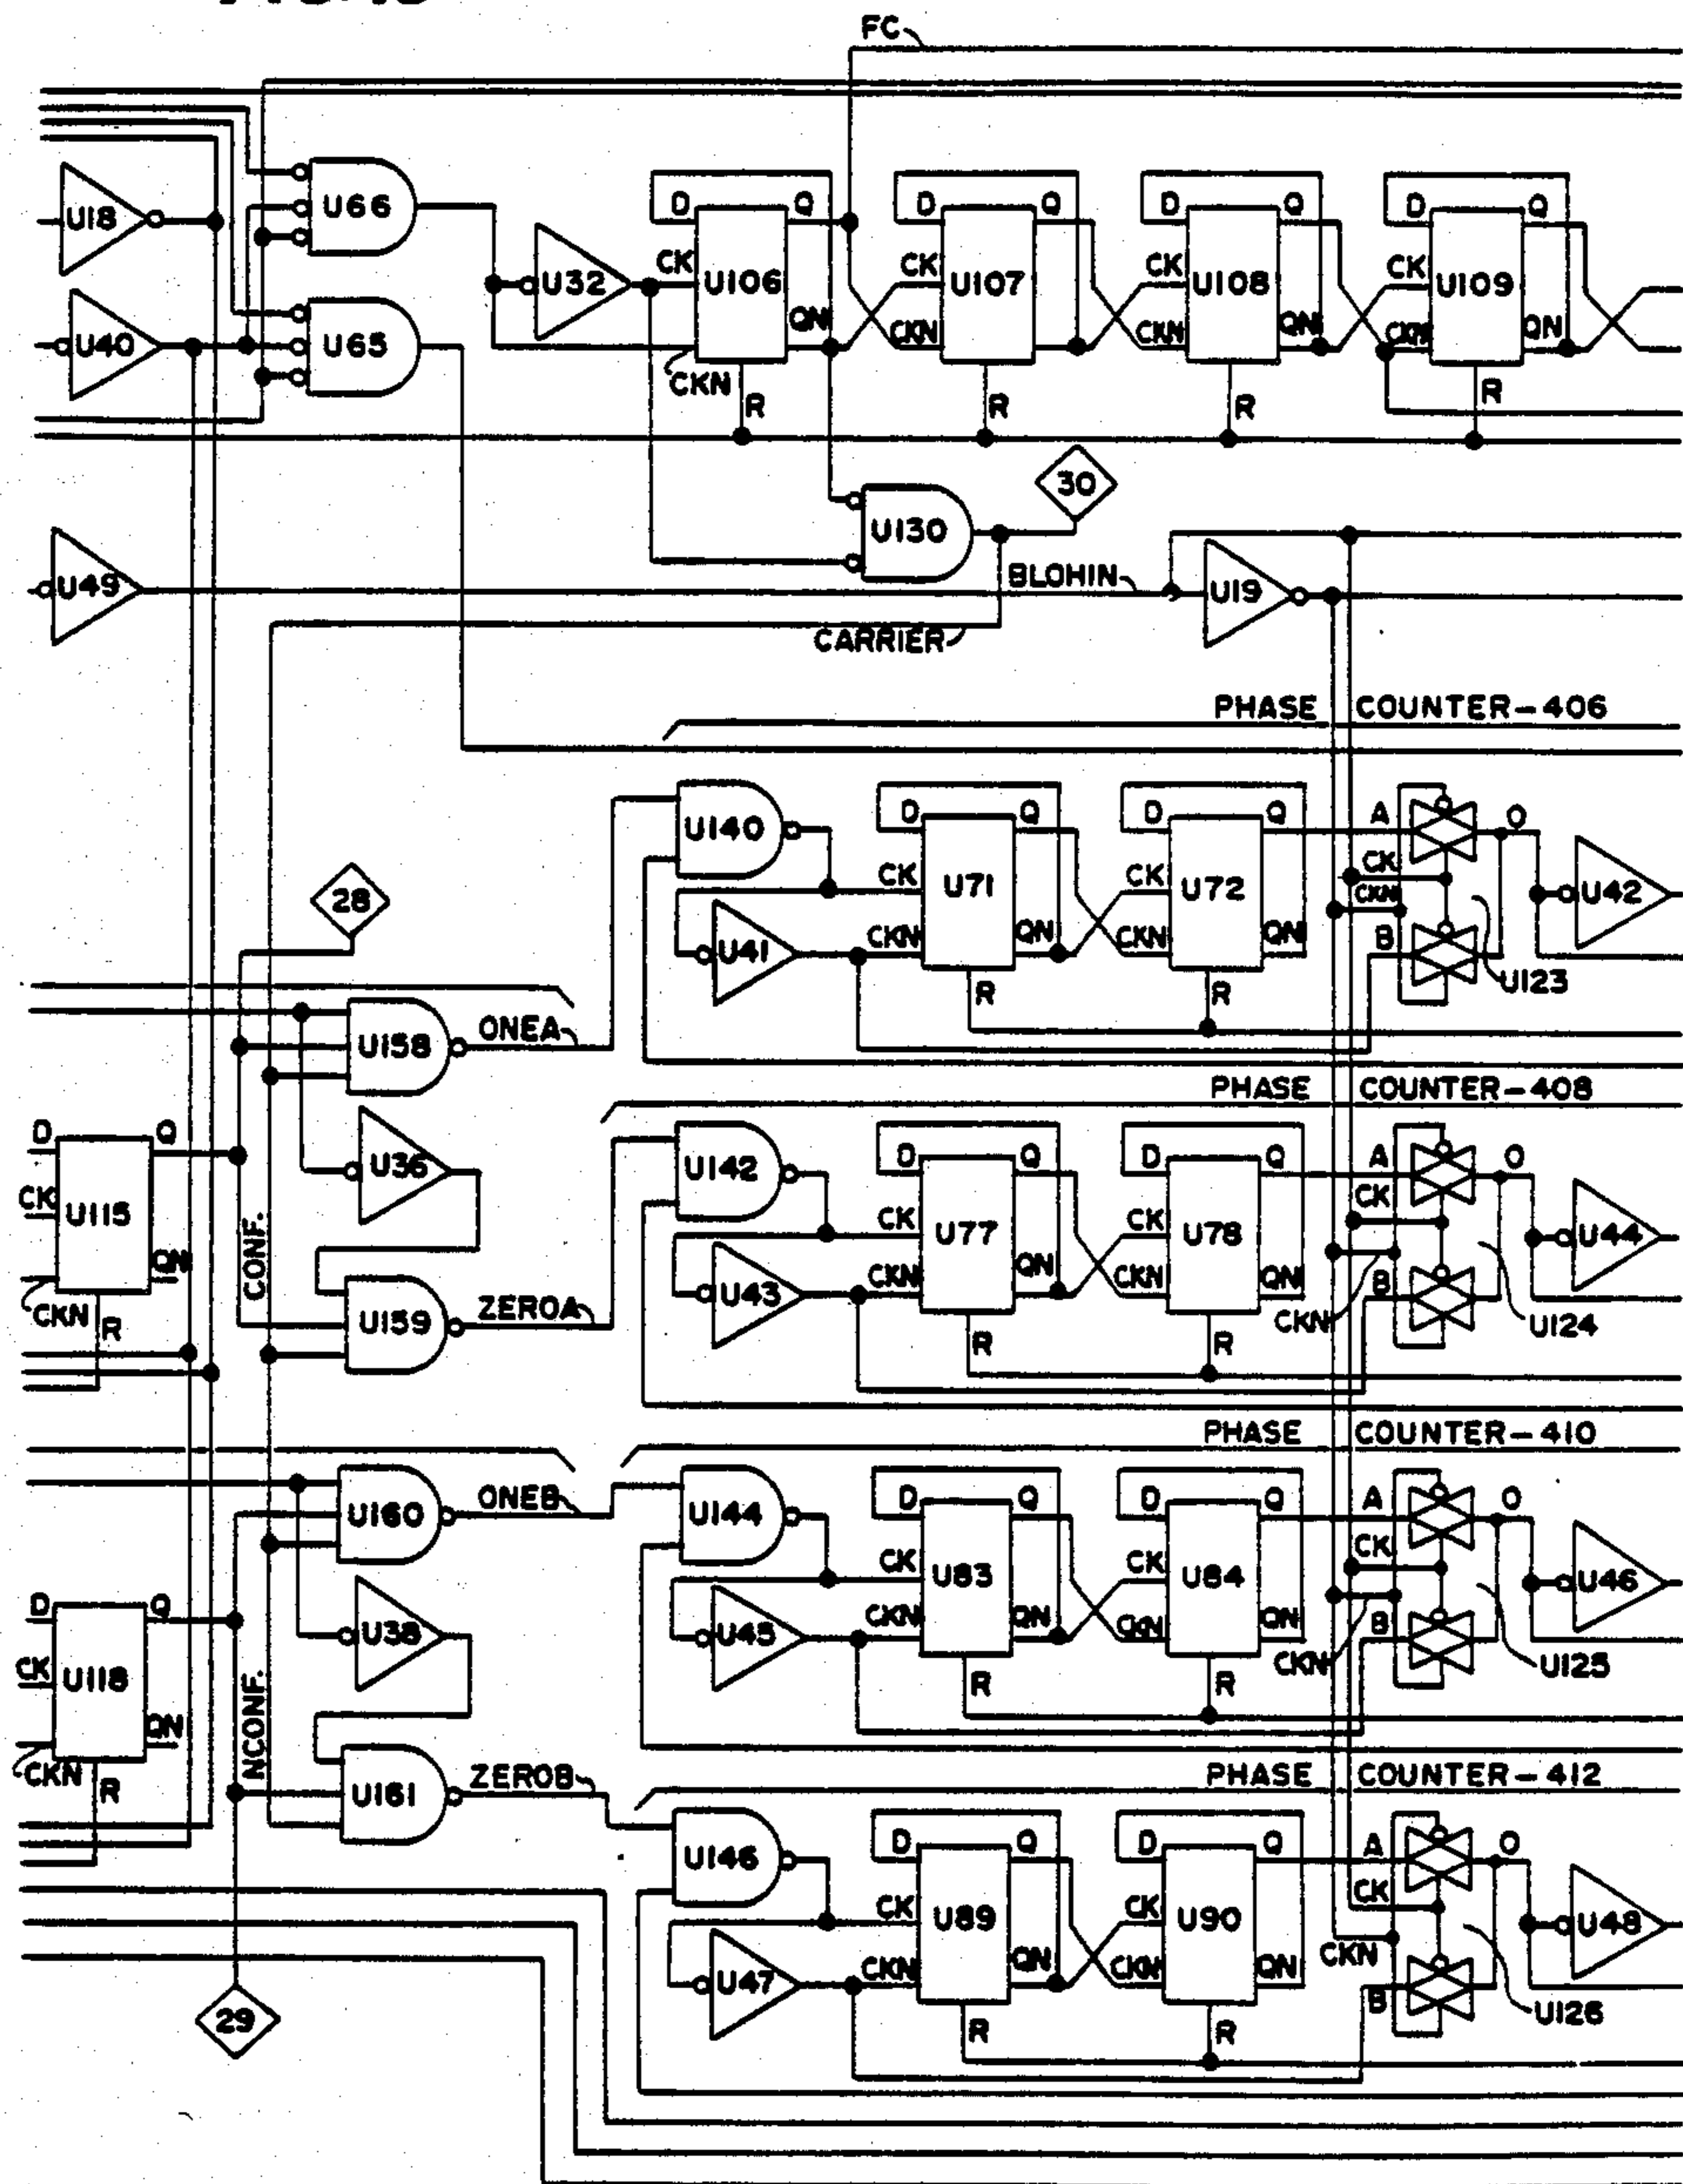 FC
U18
U66
D Q
D Q
D Q
D Q
U32
CK
U106
CK
U107
CK
U108
CK
U109
U40
U65
QN
CKN
CKN
QN
CKN
QN
CKN
R
R
R
R
30
U130
U49
BLOHIN
U19
CARRIER
PHASE COUNTER-406
U140
D Q
D Q
A
O
28
CK
U71
CK
U72
CK
CKN
U42
U41
CKN
QN
CKN
QN
B
U123
R
R
U158
ONEA
PHASE COUNTER-408
D Q
U36
U142
D Q
D Q
A
O
CK
U115
CONF.
CK
U77
CK
U78
CK
U44
QN
U43
CKN
QN
CKN
QN
B
CKN
R
U159
ZEROA
CKN
U124
R
R
PHASE COUNTER-410
U160
ONEB
U144
D Q
D Q
A
O
CK
U83
CK
U84
CK
U46
D Q
U38
U45
CKN
QN
CKN
QN
B
CK
U118
NCONF.
CKN
U125
QN
R
R
CKN
R
U161
ZEROB
PHASE COUNTER-412
U146
D Q
D Q
A
O
CK
U89
CK
U90
CK
U48
U47
CKN
QN
CKN
QN
CKN
B
29
U126
R
R